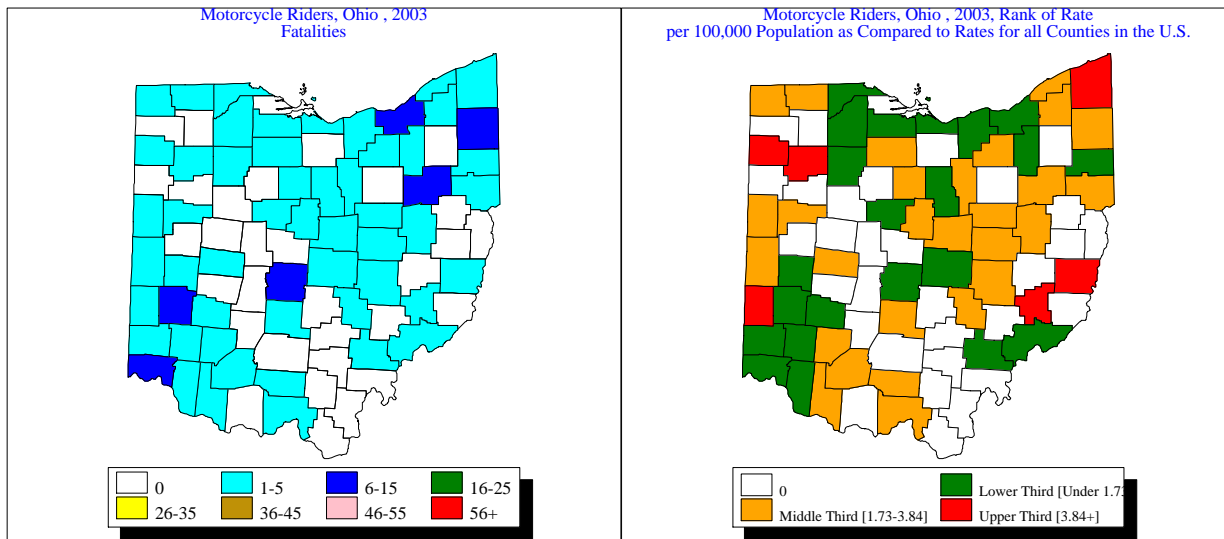 Motorcycle Riders, Ohio , 2003
Fatalities
0
1-5
6-15
16-25
26-35
36-45
46-55
56+
Motorcycle Riders, Ohio , 2003, Rank of Rate
per 100,000 Population as Compared to Rates for all Counties in the U.S.
0
Lower Third [Under 1.73
Middle Third [1.73-3.84]
Upper Third [3.84+]